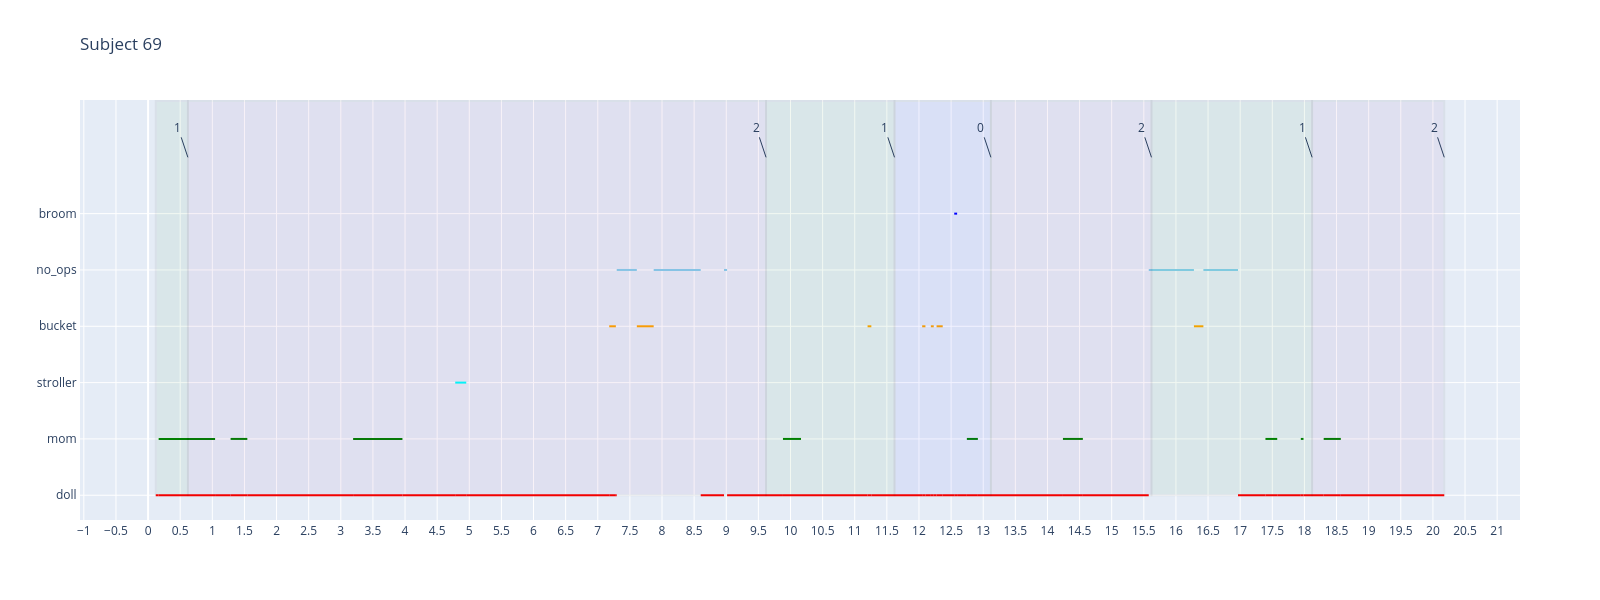 Subject 69
1 2 1 0 2 1 2
broom
no_ops
bucket
stroller
mom
doll
−1 −0.5 0 0.5 1 1.5 2 2.5 3 3.5 4 4.5 5 5.5 6 6.5 7 7.5 8 8.5 9 9.5 10 10.5 11 11.5 12 12.5 13 13.5 14 14.5 15 15.5 16 16.5 17 17.5 18 18.5 19 19.5 20 20.5 21